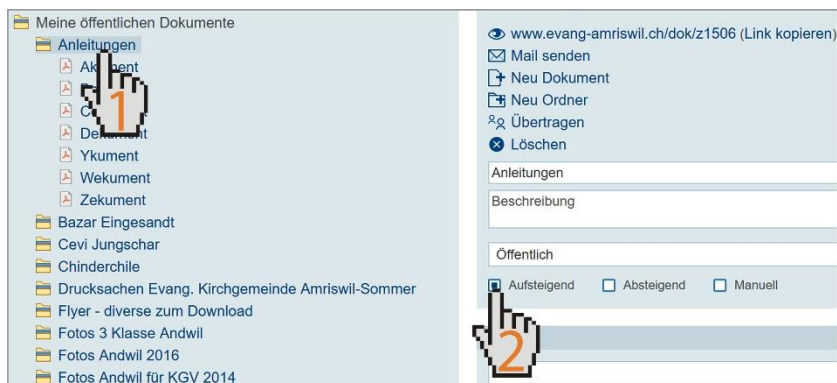 Meine öffentlichen Dokumente
Anleitungen
1
Ykument
Wekument
Zekument
Bazar Eingesandt
Cevi Jungschar
Chinderchile
Drucksachen Evang. Kirchgemeinde Amriswil-Sommer
Flyer - diverse zum Download
Fotos 3 Klasse Andwil
Fotos Andwil 2016
Fotos Andwil für KGV 2014
www.evang-amriswil.ch/dok/z1506 (Link kopieren)
Mail senden
Neu Dokument
Neu Ordner
Übertragen
Löschen
Anleitungen
Beschreibung
Öffentlich
Aufsteigend Absteigend Manuell
2